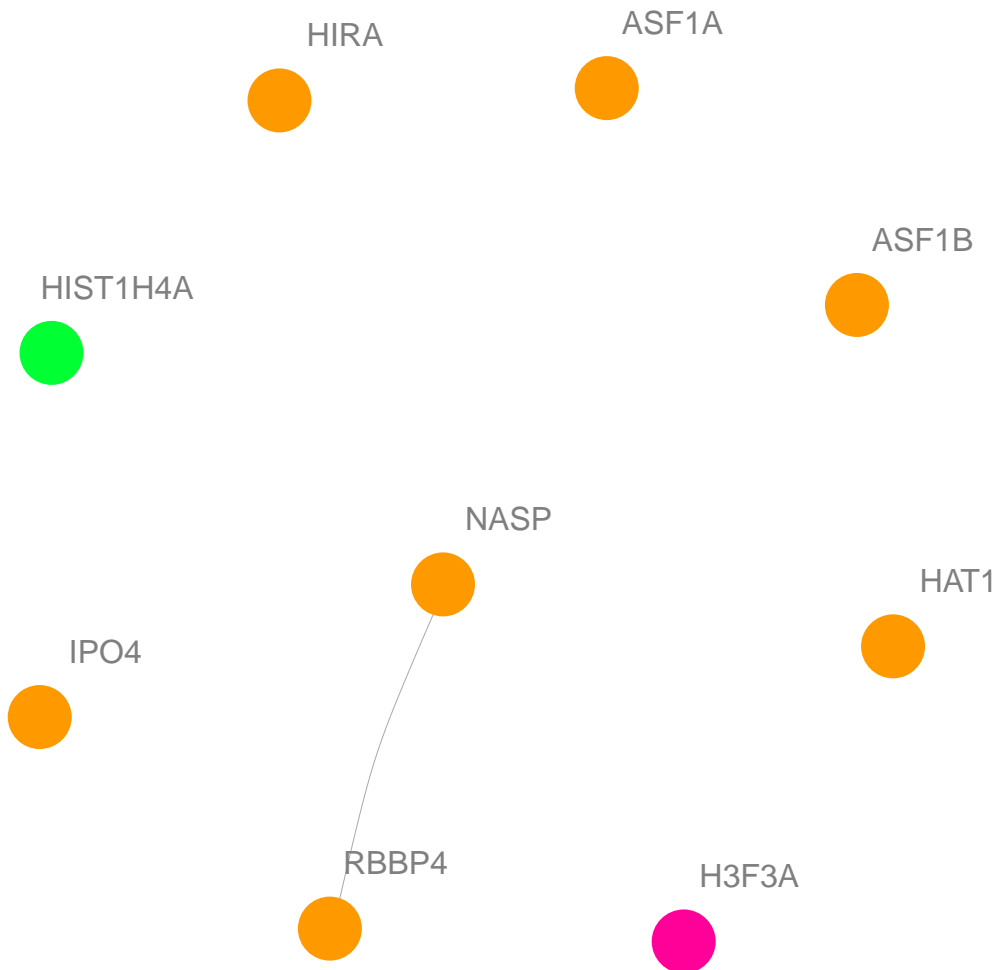 HIRA
ASF1A
ASF1B
HIST1H4A
NASP
HAT1
IPO4
RBBP4
H3F3A